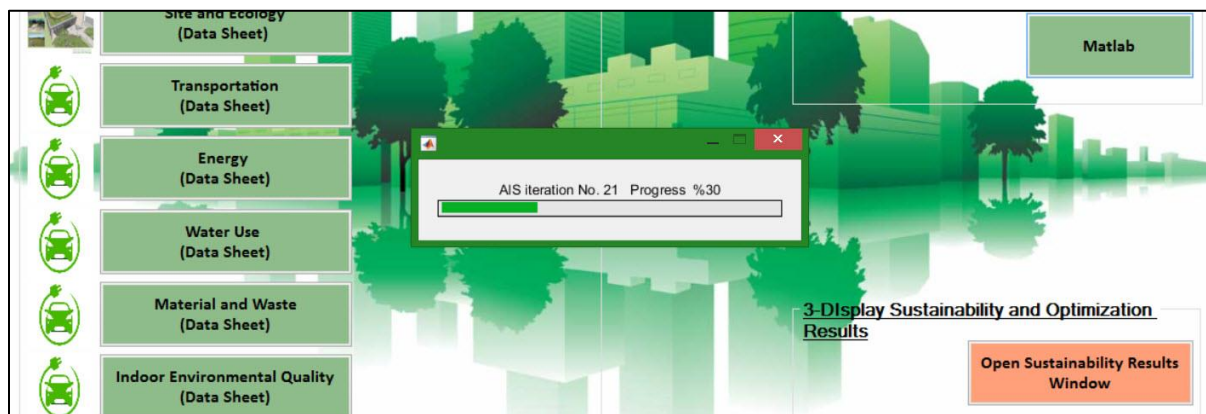 Site and Ecology
(Data Sheet)
Transportation
(Data Sheet)
Energy
(Data Sheet)
Water Use
(Data Sheet)
Material and Waste
(Data Sheet)
Indoor Environmental Quality
(Data Sheet)
AIS iteration No. 21 Progress %30
Matlab
3-DIsplay Sustainability and Optimization
Results
Open Sustainability Results
Window